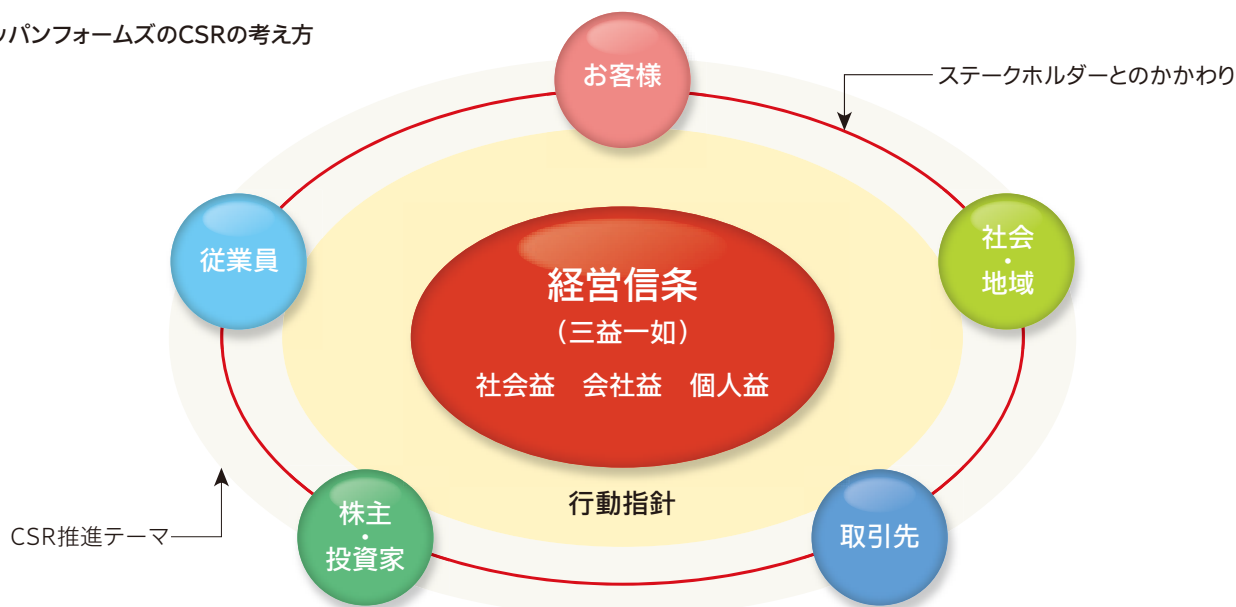 ッパンフォームズのCSRの考え方
お客様
ステークホルダーとのかかわり
従業員
社会
・
地域
経営信条
（三益一如）
社会益　会社益　個人益
行動指針
株主
・
投資家
取引先
CSR推進テーマ